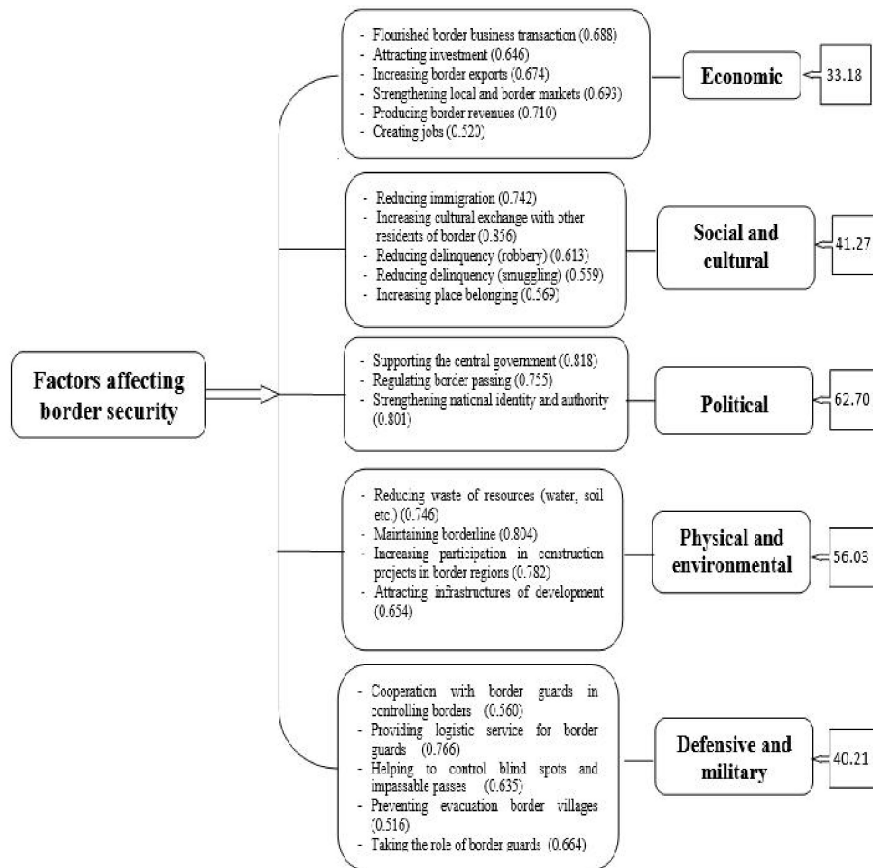 - Flourished border business transaction (0.688)
- Attracting investment (0.646)
- Increasing border exports (0.674)
- Strengthening local and border markets (0.693)
- Producing border revenues (0.710)
- Creating jobs (0.520)
Economic
33.18
- Reducing immigration (0.742)
- Increasing cultural exchange with other
residents of border (0.856)
- Reducing delinquency (robbery) (0.613)
- Reducing delinquency (smuggling) (0.559)
- Increasing place belonging (0.569)
Social and
cultural
41.27
Factors affecting
border security
- Supporting the central government (0.818)
- Regulating border passing (0.755)
- Strengthening national identity and authority
(0.801)
Political
62.70
- Reducing waste of resources (water, soil
etc.) (0.746)
- Maintaining borderline (0.804)
- Increasing participation in construction
projects in border regions (0.782)
- Attracting infrastructures of development
(0.654)
Physical and
environmental
56.03
- Cooperation with border guards in
controlling borders (0.560)
- Providing logistic service for border
guards (0.766)
- Helping to control blind spots and
impassable passes (0.635)
- Preventing evacuation border villages
(0.516)
- Taking the role of border guards (0.664)
Defensive and
military
40.21